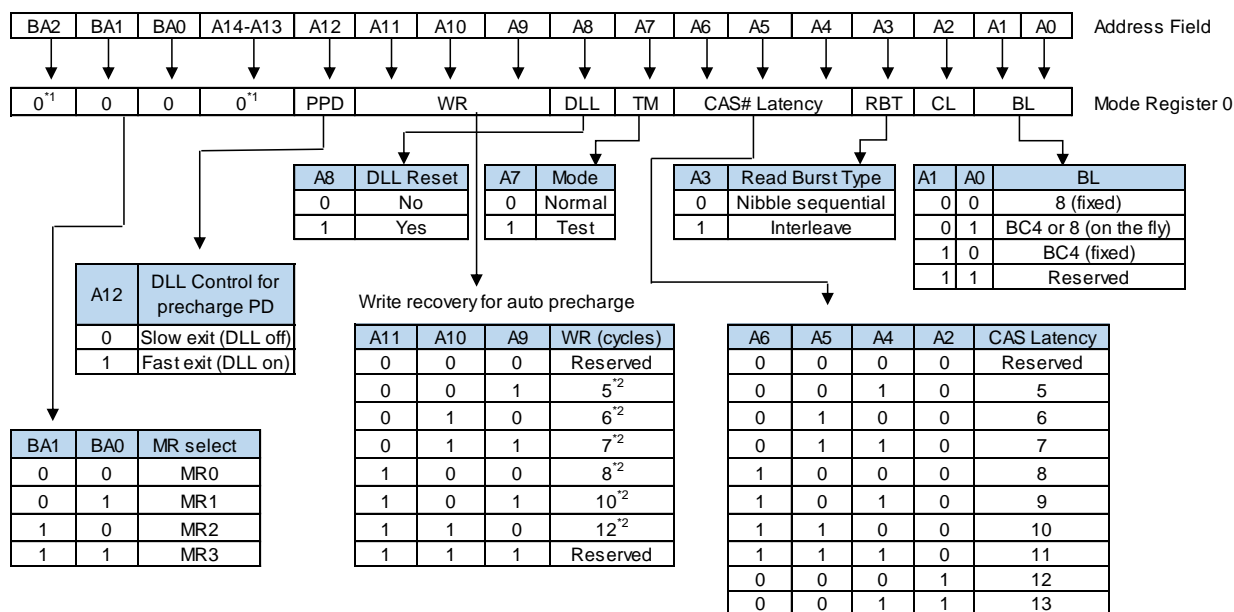 BA2 BA1 BA0 A14-A13 A12 A11 A10 A9 A8 A7 A6 A5 A4 A3 A2 A1 A0 Address Field
0*1 0 0 0*1 PPD WR DLL TM CAS# Latency RBT CL BL Mode Register 0
A8 DLL Reset
0 No
1 Yes
A7 Mode
0 Normal
1 Test
A3 Read Burst Type
0 Nibble sequential
1 Interleave
A1 A0 BL
0 0 8 (fixed)
0 1 BC4 or 8 (on the fly)
1 0 BC4 (fixed)
1 1 Reserved
A12 DLL Control for
precharge PD
0 Slow exit (DLL off)
1 Fast exit (DLL on)
Write recovery for auto precharge
A11 A10 A9 WR (cycles)
0 0 0 Reserved
0 0 1 5*2
0 1 0 6*2
0 1 1 7*2
1 0 0 8*2
1 0 1 10*2
1 1 0 12*2
1 1 1 Reserved
A6 A5 A4 A2 CAS Latency
0 0 0 0 Reserved
0 0 1 0 5
0 1 0 0 6
0 1 1 0 7
1 0 0 0 8
1 0 1 0 9
1 1 0 0 10
1 1 1 0 11
0 0 0 1 12
0 0 1 1 13
BA1 BA0 MR select
0 0 MR0
0 1 MR1
1 0 MR2
1 1 MR3